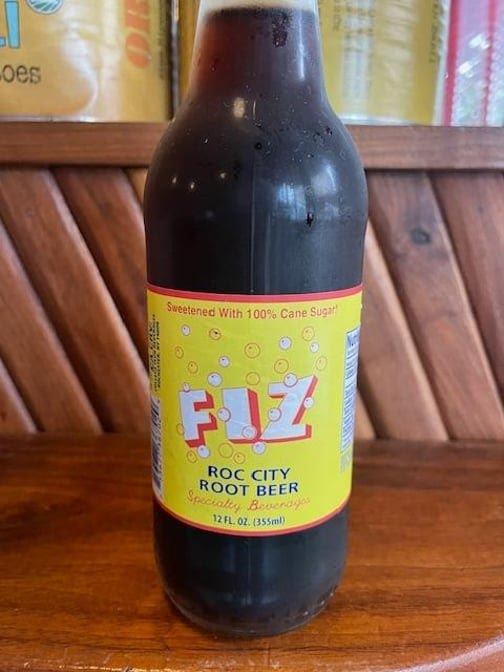 oes
Sweetened With 100% Cane Sugar!
FIZ
ROC CITY
ROOT BEER
Specialty Beverages
12 FL. OZ. (355ml)